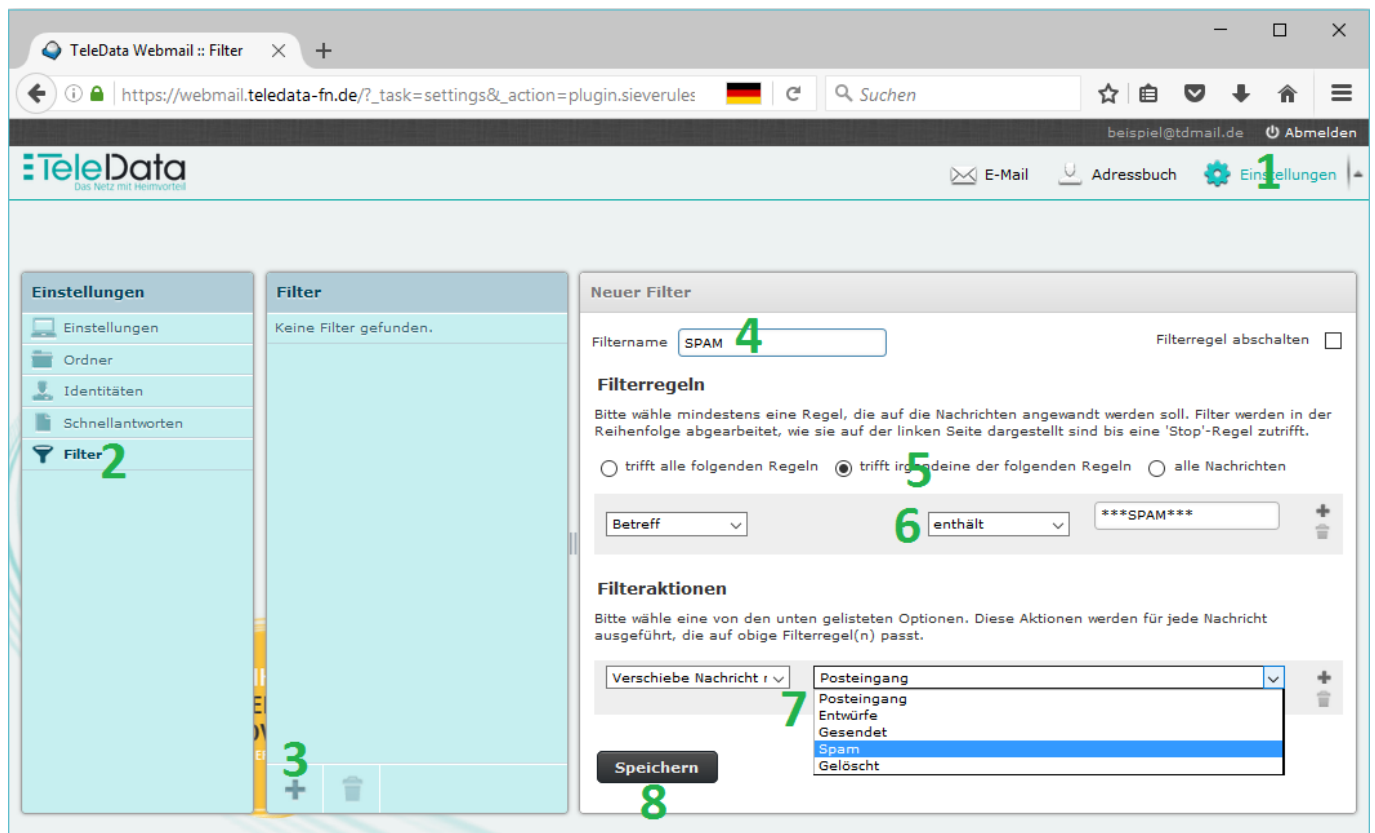 TeleData Webmail :: Filter
https://webmail.teledata-fn.de/?_task=settings&_action=plugin.sieverules
Suchen
beispiel@tdmail.de Abmelden
TeleData
Das Netz mit Heimvorteil
E-Mail Adressbuch Einstellungen
1
Einstellungen
Einstellungen
Ordner
Identitäten
Schnellantworten
Filter
2
Filter
Keine Filter gefunden.
3
Neuer Filter
Filtername SPAM 4 Filterregel abschalten
Filterregeln
Bitte wähle mindestens eine Regel, die auf die Nachrichten angewandt werden soll. Filter werden in der
Reihenfolge abgearbeitet, wie sie auf der linken Seite dargestellt sind bis eine 'Stop'-Regel zutrifft.
trifft alle folgenden Regeln trifft irgendeine der folgenden Regeln alle Nachrichten
5
Betreff 6 enthält ***SPAM***
Filteraktionen
Bitte wähle eine von den unten gelisteten Optionen. Diese Aktionen werden für jede Nachricht
ausgeführt, die auf obige Filterregel(n) passt.
Verschiebe Nachricht Posteingang
7
Posteingang
Entwürfe
Gesendet
Spam
Gelöscht
Speichern
8